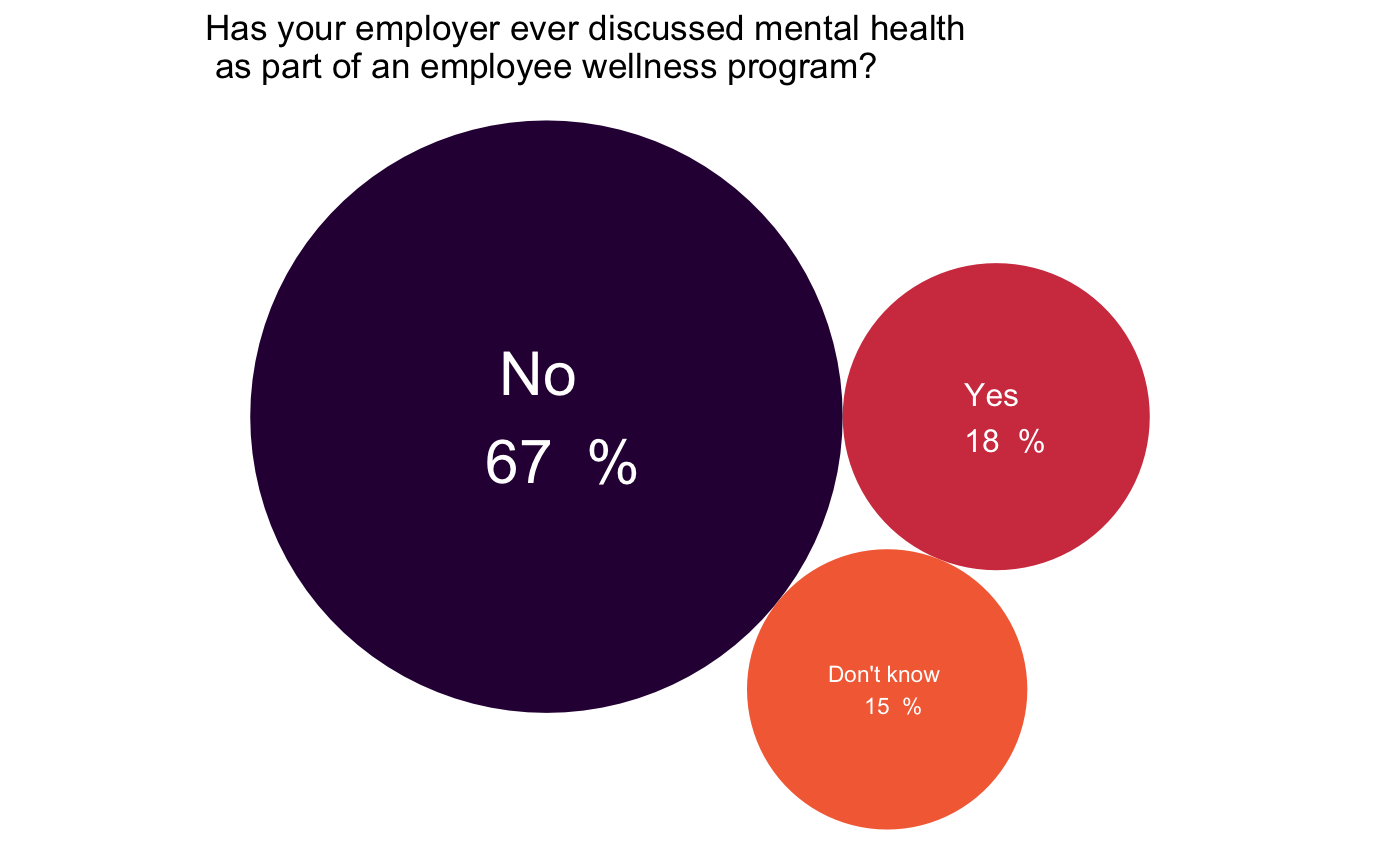 Has your employer ever discussed mental health
as part of an employee wellness program?
No
67 %
Yes
18 %
Don't know
15 %